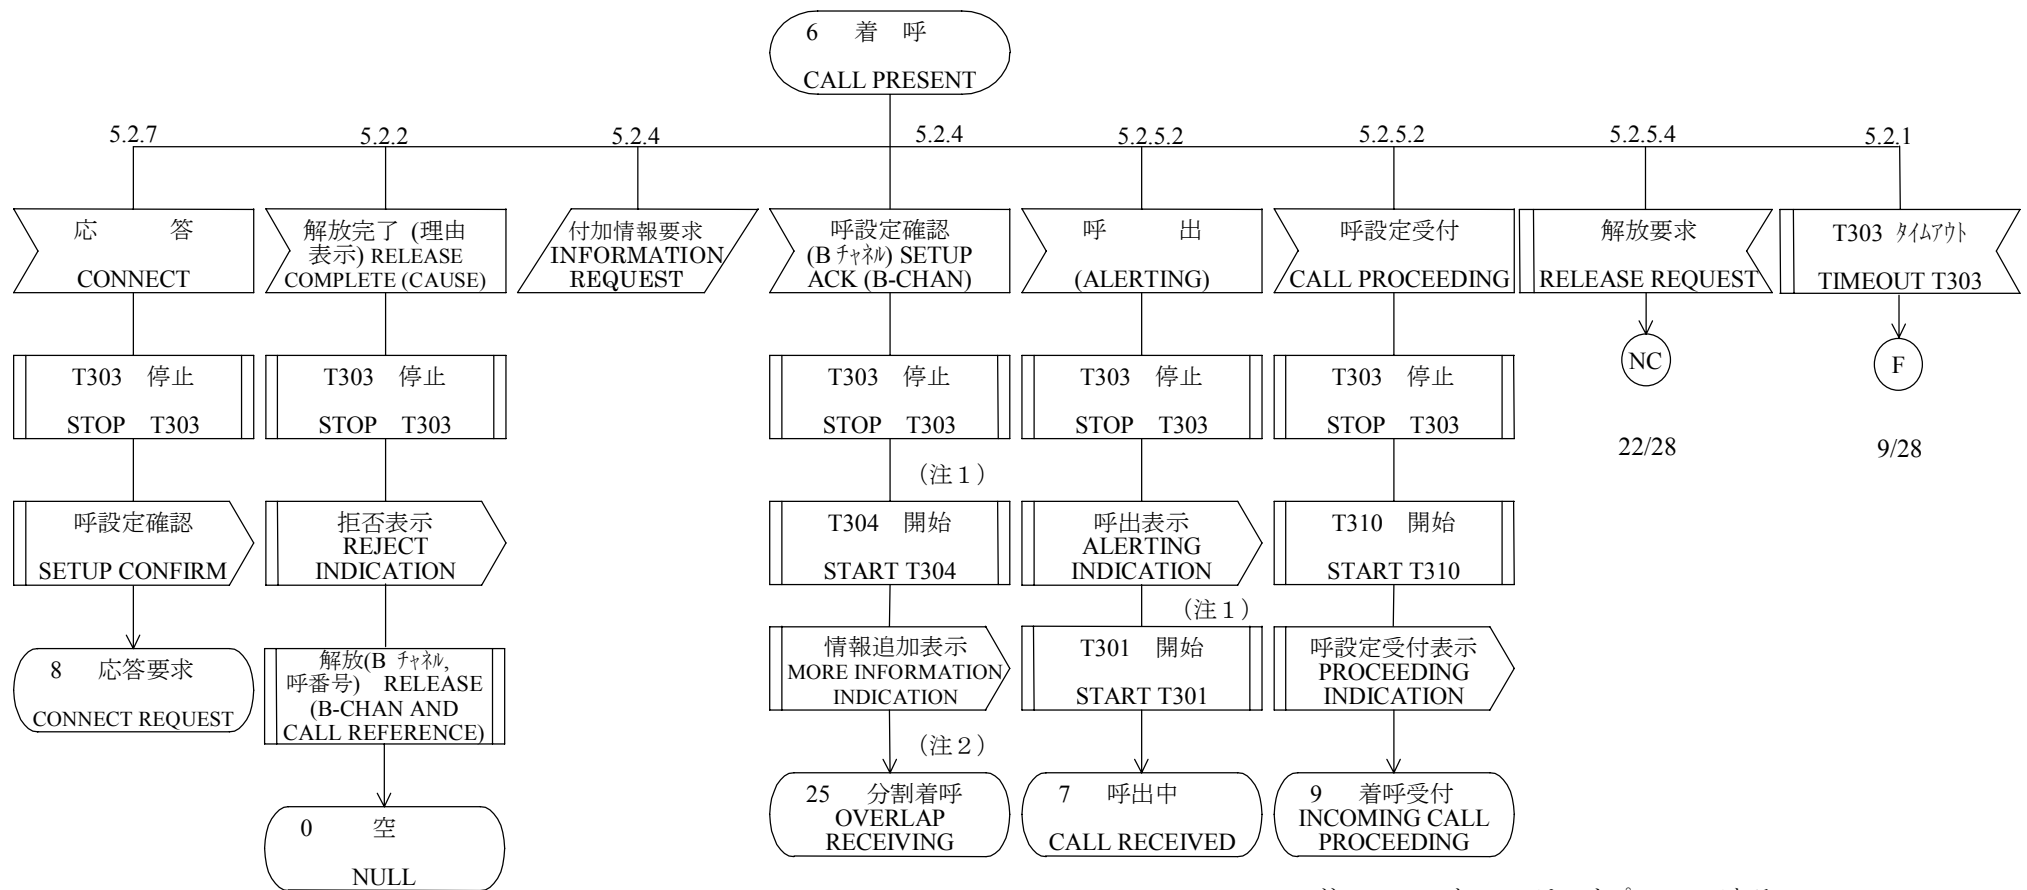 6 着 呼
CALL PRESENT
5.2.7 5.2.2 5.2.4 5.2.4 5.2.5.2 5.2.5.2 5.2.5.4 5.2.1
応 答
CONNECT
解放完了 (理由
表示) RELEASE
COMPLETE (CAUSE)
付加情報要求
INFORMATION
REQUEST
呼設定確認
(B ﾁｬﾈﾙ) SETUP
ACK (B-CHAN)
呼 出
(ALERTING)
呼設定受付
CALL PROCEEDING
解放要求
RELEASE REQUEST
T303 ﾀｲﾑｱｳﾄ
TIMEOUT T303
T303 停止
STOP T303
T303 停止
STOP T303
T303 停止
STOP T303
T303 停止
STOP T303
T303 停止
STOP T303
NC
22/28
F
9/28
（注１）
呼設定確認
SETUP CONFIRM
拒否表示
REJECT
INDICATION
T304 開始
START T304
呼出表示
ALERTING
INDICATION
T310 開始
START T310
（注１）
8 応答要求
CONNECT REQUEST
解放(B ﾁｬﾈﾙ,
呼番号) RELEASE
(B-CHAN AND
CALL REFERENCE)
情報追加表示
MORE INFORMATION
INDICATION
T301 開始
START T301
呼設定受付表示
PROCEEDING
INDICATION
（注２）
0 空
NULL
25 分割着呼
OVERLAP
RECEIVING
7 呼出中
CALL RECEIVED
9 着呼受付
INCOMING CALL
PROCEEDING